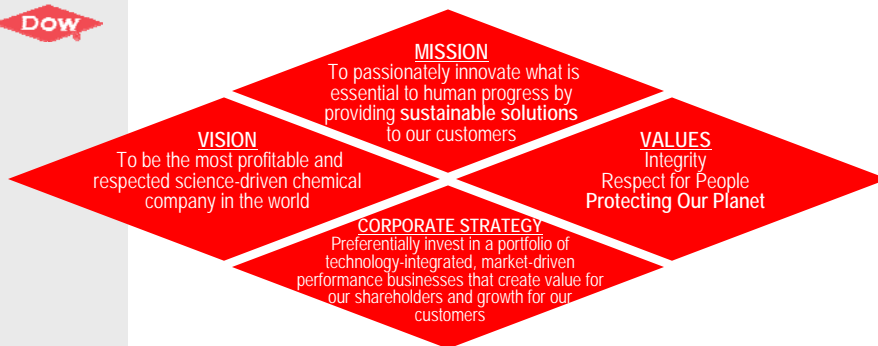 Dow
MISSION
To passionately innovate what is
essential to human progress by
providing sustainable solutions
to our customers
VISION
To be the most profitable and
respected science-driven chemical
company in the world
VALUES
Integrity
Respect for People
Protecting Our Planet
CORPORATE STRATEGY
Preferentially invest in a portfolio of
technology-integrated, market-driven
performance businesses that create value for
our shareholders and growth for our
customers